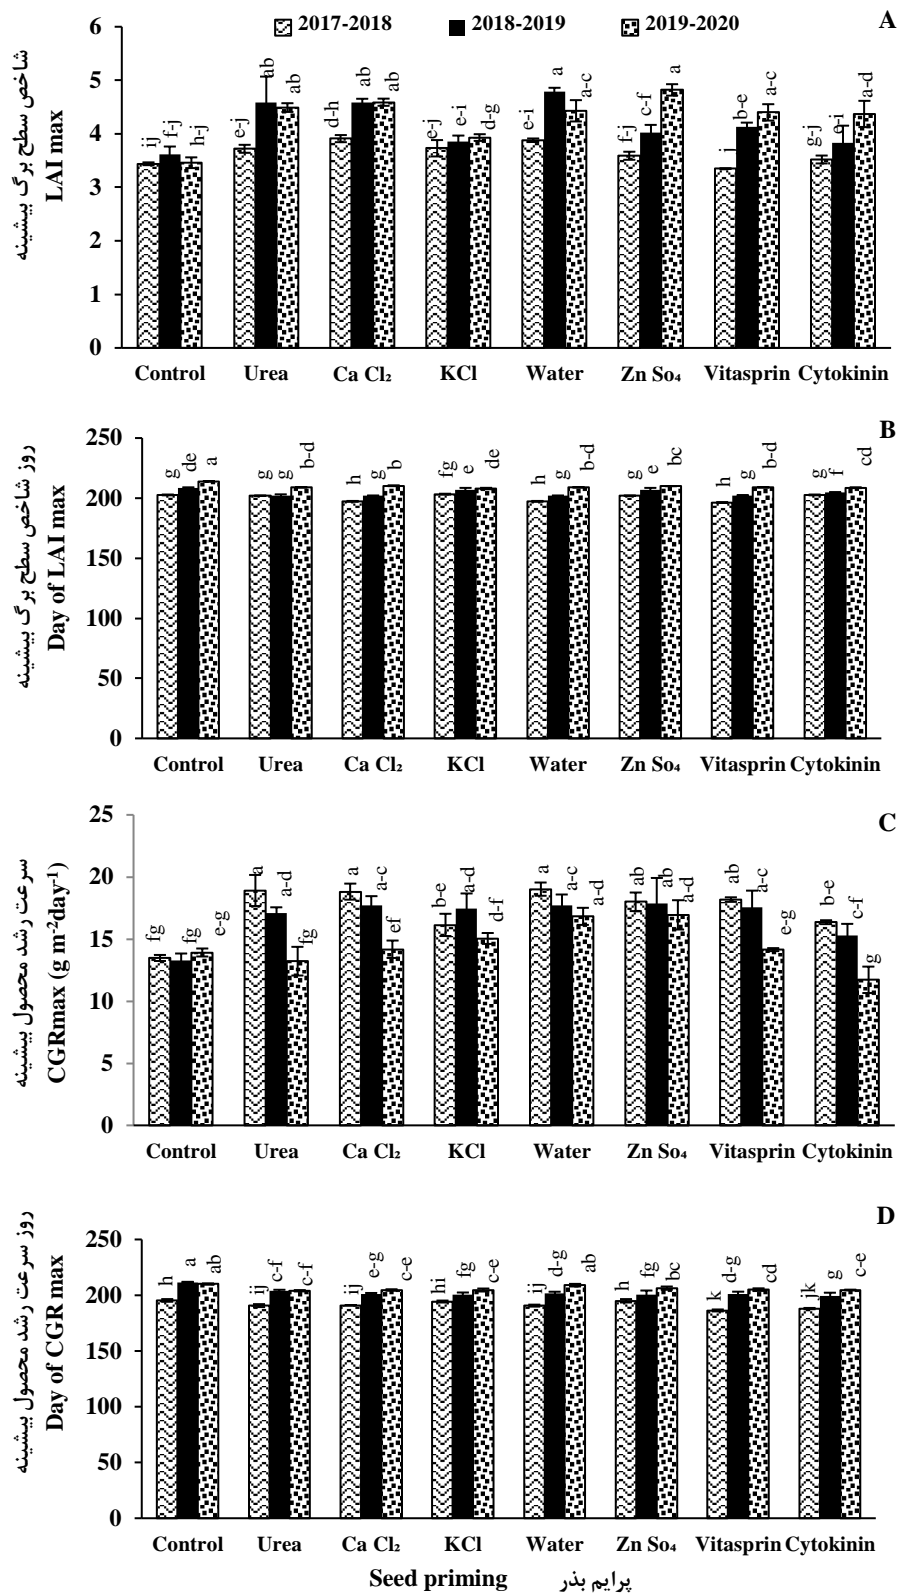 2017-2018 2018-2019 2019-2020 A
شاخص سطح برگ بیشینه
LAI max
6
5
4
3
2
1
0
ij f-j h-j e-j ab ab d-h ab ab e-j e-i d-g e-i a a-c f-j c-f a j b-e a-c g-j e-i a-d
Control Urea Ca Cl₂ KCl Water Zn So₄ Vitasprin Cytokinin
B
روز شاخص سطح برگ بیشینه
Day of LAI max
250
200
150
100
50
0
g de a g g b-d h g b fg e de h g b-d g e bc h g b-d g f cd
Control Urea Ca Cl₂ KCl Water Zn So₄ Vitasprin Cytokinin
C
سرعت رشد محصول بیشینه
CGRmax (g m⁻²day⁻¹)
25
20
15
10
5
0
fg fg e-g a a-d fg a a-c ef b-e a-d d-f a a-c a-d ab ab a-d ab a-c e-g b-e c-f g
Control Urea Ca Cl₂ KCl Water Zn So₄ Vitasprin Cytokinin
D
روز سرعت رشد محصول بیشینه
Day of CGR max
250
200
150
100
50
0
h a ab ij c-f c-f ij e-g c-e hi fg c-e ij d-g ab h fg bc k d-g cd jk g c-e
Control Urea Ca Cl₂ KCl Water Zn So₄ Vitasprin Cytokinin
Seed priming پرایم بذر